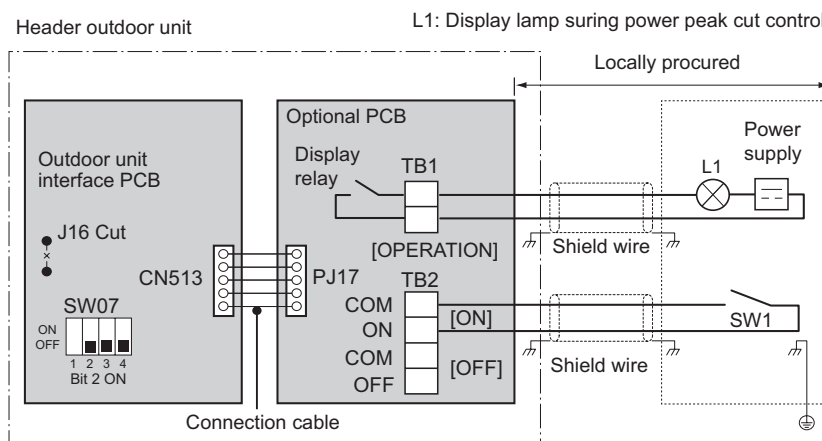 Header outdoor unit
L1: Display lamp suring power peak cut control
Locally procured
Outdoor unit
interface PCB
J16 Cut
CN513
SW07
ON
OFF
1 2 3 4
Bit 2 ON
Optional PCB
Display
relay
TB1
[OPERATION]
PJ17
TB2
COM
ON
[ON]
COM
OFF
[OFF]
Connection cable
Shield wire
Shield wire
L1
Power
supply
SW1